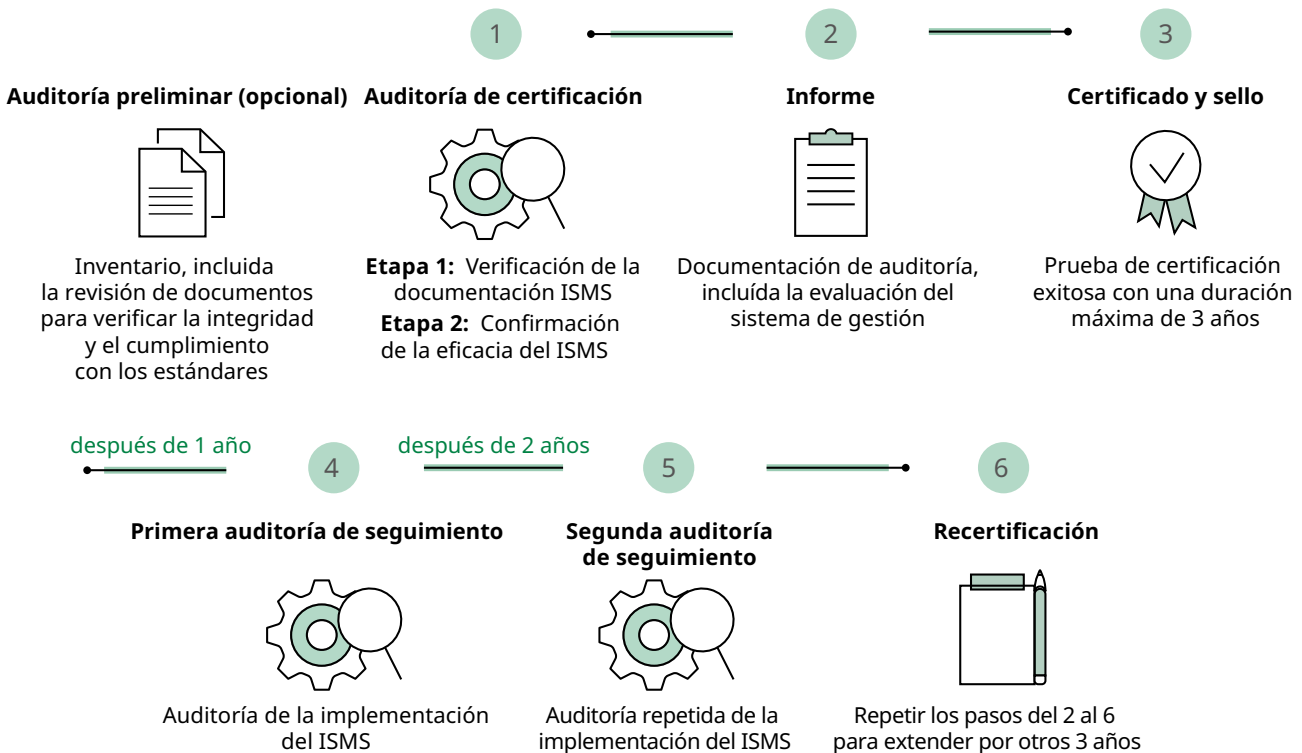 1
2
3
Auditoría preliminar (opcional)
Auditoría de certificación
Informe
Certificado y sello
Inventario, incluida
la revisión de documentos
para verificar la integridad
y el cumplimiento
con los estándares
Etapa 1: Verificación de la
documentación ISMS
Etapa 2: Confirmación
de la eficacia del ISMS
Documentación de auditoría,
incluída la evaluación del
sistema de gestión
Prueba de certificación
exitosa con una duración
máxima de 3 años
después de 1 año
4
después de 2 años
5
6
Primera auditoría de seguimiento
Segunda auditoría
de seguimiento
Recertificación
Auditoría de la implementación
del ISMS
Auditoría repetida de la
implementación del ISMS
Repetir los pasos del 2 al 6
para extender por otros 3 años